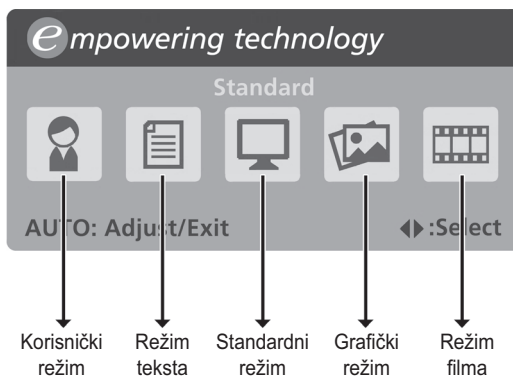 empowering technology
Standard
AUTO: Adjust/Exit :Select
Korisnički režim
Režim teksta
Standardni režim
Grafički režim
Režim filma